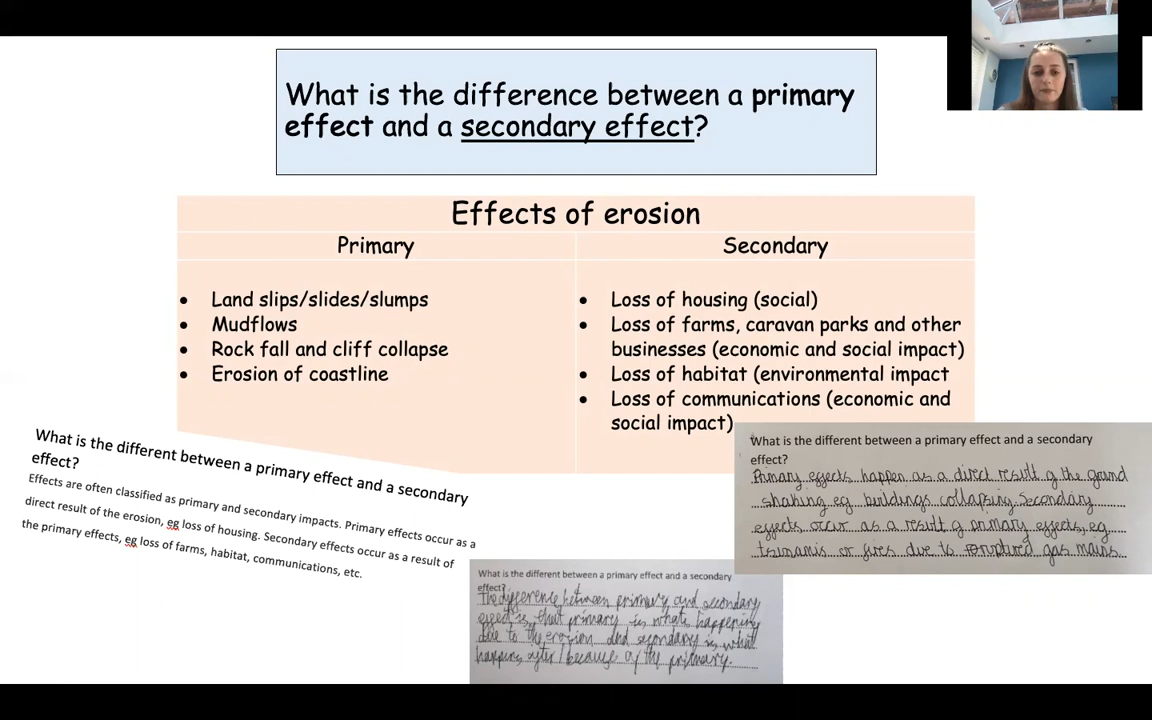 What is the difference between a primary
effect and a secondary effect?
Effects of erosion
Primary
Secondary
• Land slips/slides/slumps
• Mudflows
• Rock fall and cliff collapse
• Erosion of coastline
• Loss of housing (social)
• Loss of farms, caravan parks and other
businesses (economic and social impact)
• Loss of habitat (environmental impact
• Loss of communications (economic and
social impact)
What is the different between a primary effect and a secondary
effect?
Effects are often classified as primary and secondary impacts. Primary effects occur as a
direct result of the erosion, eg loss of housing. Secondary effects occur as a result of
the primary effects, eg loss of farms, habitat, communications, etc.
What is the different between a primary effect and a secondary
effect?
The difference between primary and secondary
effect is, that primary is what's happening
due to the erosion and secondary is what
happens after/because of the primary.
What is the different between a primary effect and a secondary
effect?
Primary effects happen as a direct result of the ground
shaking eg buildings collapsing. Secondary
effects occur as a result of primary effects, eg
tsunamis or fires due to ruptured gas mains